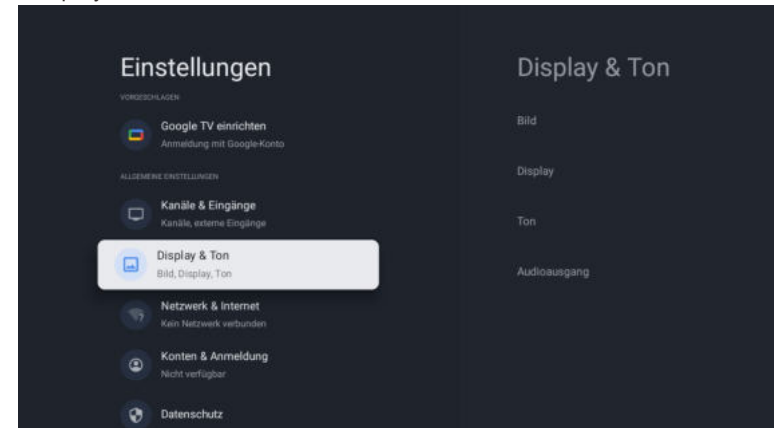 Einstellungen
VORGESCHLAGEN
Google TV einrichten
Anmeldung mit Google-Konto
ALLGEMEINE EINSTELLUNGEN
Kanäle & Eingänge
Kanäle, externe Eingänge
Display & Ton
Bild, Display, Ton
Netzwerk & Internet
Kein Netzwerk verbunden
Konten & Anmeldung
Nicht verfügbar
Datenschutz
Display & Ton
Bild
Display
Ton
Audioausgang